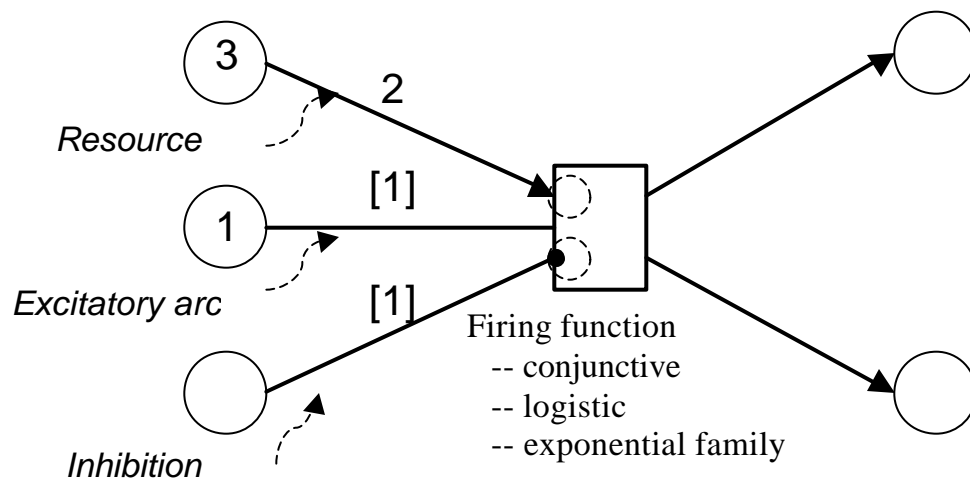 3
2
Resource
[1]
1
Excitatory arc
[1]
Firing function
-- conjunctive
-- logistic
-- exponential family
Inhibition